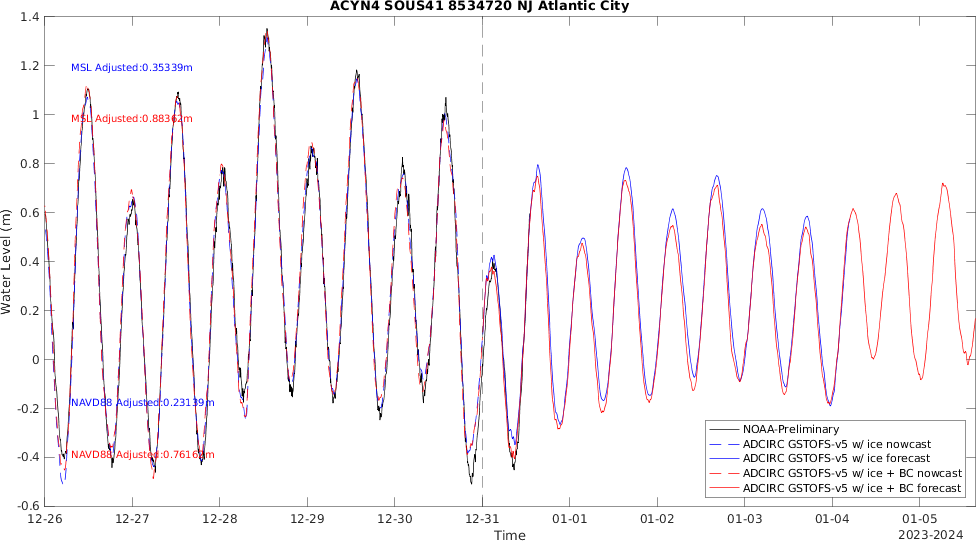 ACYN4 SOUS41 8534720 NJ Atlantic City
Water Level (m)
1.4
1.2
1
0.8
0.6
0.4
0.2
0
-0.2
-0.4
-0.6
MSL Adjusted:0.35339m
MSL Adjusted:0.88362m
NAVD88 Adjusted:0.23139m
NAVD88 Adjusted:
NOAA-Preliminary
ADCIRC GSTOFS-v5 w/ ice nowcast
ADCIRC GSTOFS-v5 w/ ice forecast
ADCIRC GSTOFS-v5 w/ ice + BC nowcast
ADCIRC GSTOFS-v5 w/ ice + BC forecast
12-26 12-27 12-28 12-29 12-30 12-31 01-01 01-02 01-03 01-04 01-05
Time
2023-2024